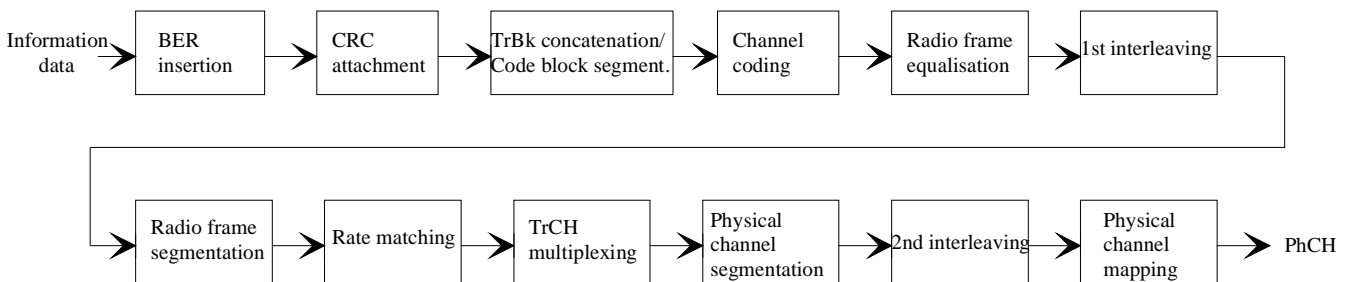 Information
data
BER
insertion
CRC
attachment
TrBk concatenation/
Code block segment.
Channel
coding
Radio frame
equalisation
1st interleaving
Radio frame
segmentation
Rate matching
TrCH
multiplexing
Physical
channel
segmentation
2nd interleaving
Physical
channel
mapping
PhCH